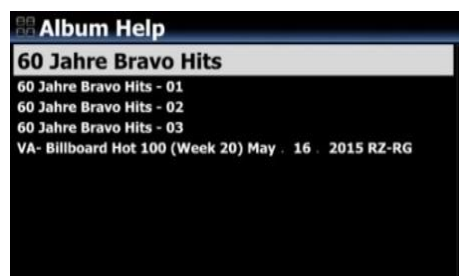 Album Help
60 Jahre Bravo Hits
60 Jahre Bravo Hits - 01
60 Jahre Bravo Hits - 02
60 Jahre Bravo Hits - 03
VA- Billboard Hot 100 (Week 20) May . 16 . 2015 RZ-RG